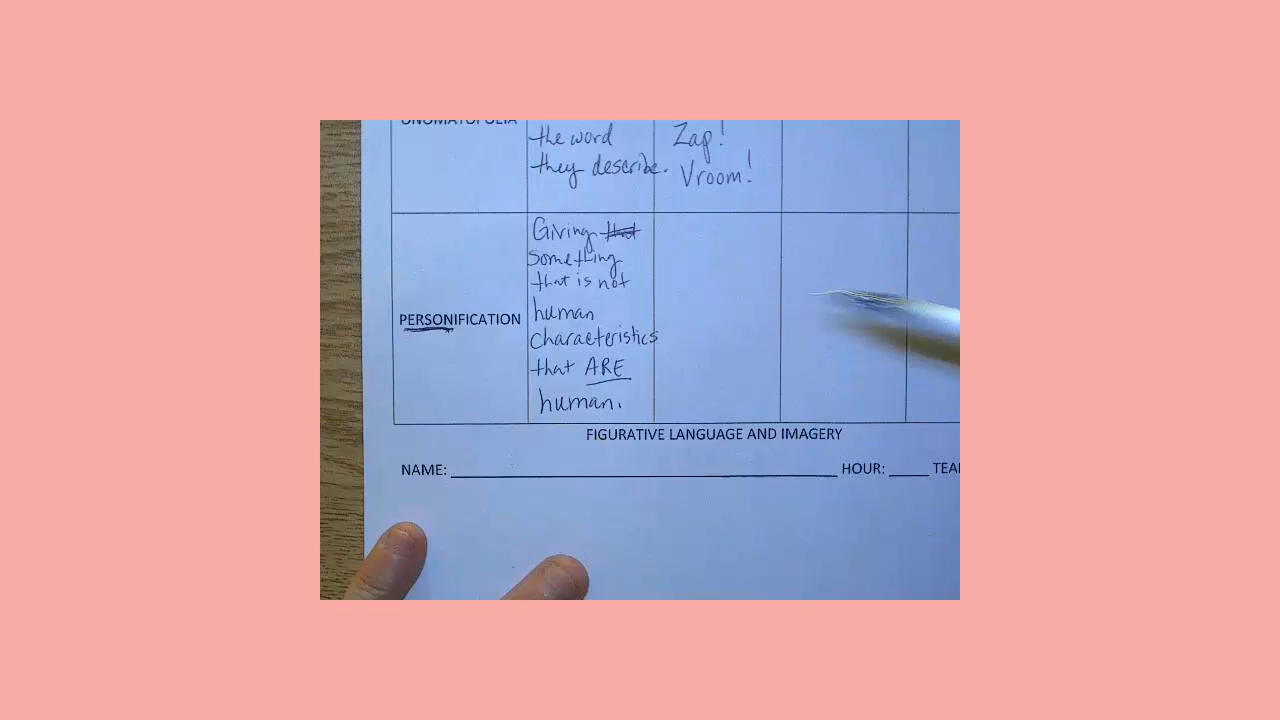 ONOMATOPOEIA
the word
they describe.
Zap!
Vroom!
PERSONIFICATION
Giving
something
that is not
human
characteristics
that ARE
human.
FIGURATIVE LANGUAGE AND IMAGERY
NAME: HOUR: TEA